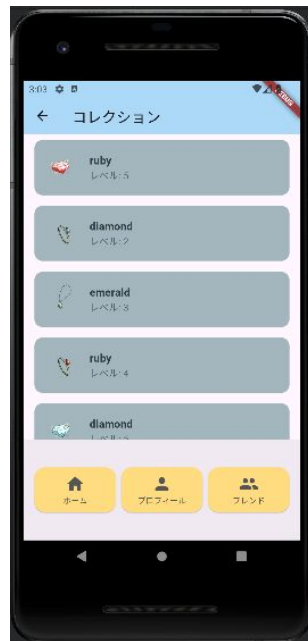 3:03
DEBUG
コレクション
ruby
レベル: 5
diamond
レベル: 2
emerald
レベル: 3
ruby
レベル: 4
diamond
ホーム
プロフィール
フレンド